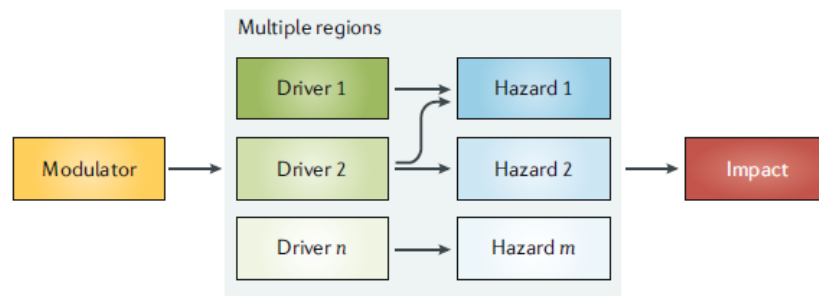 Multiple regions
Driver 1
Hazard 1
Modulator
Driver 2
Hazard 2
Impact
Driver n
Hazard m